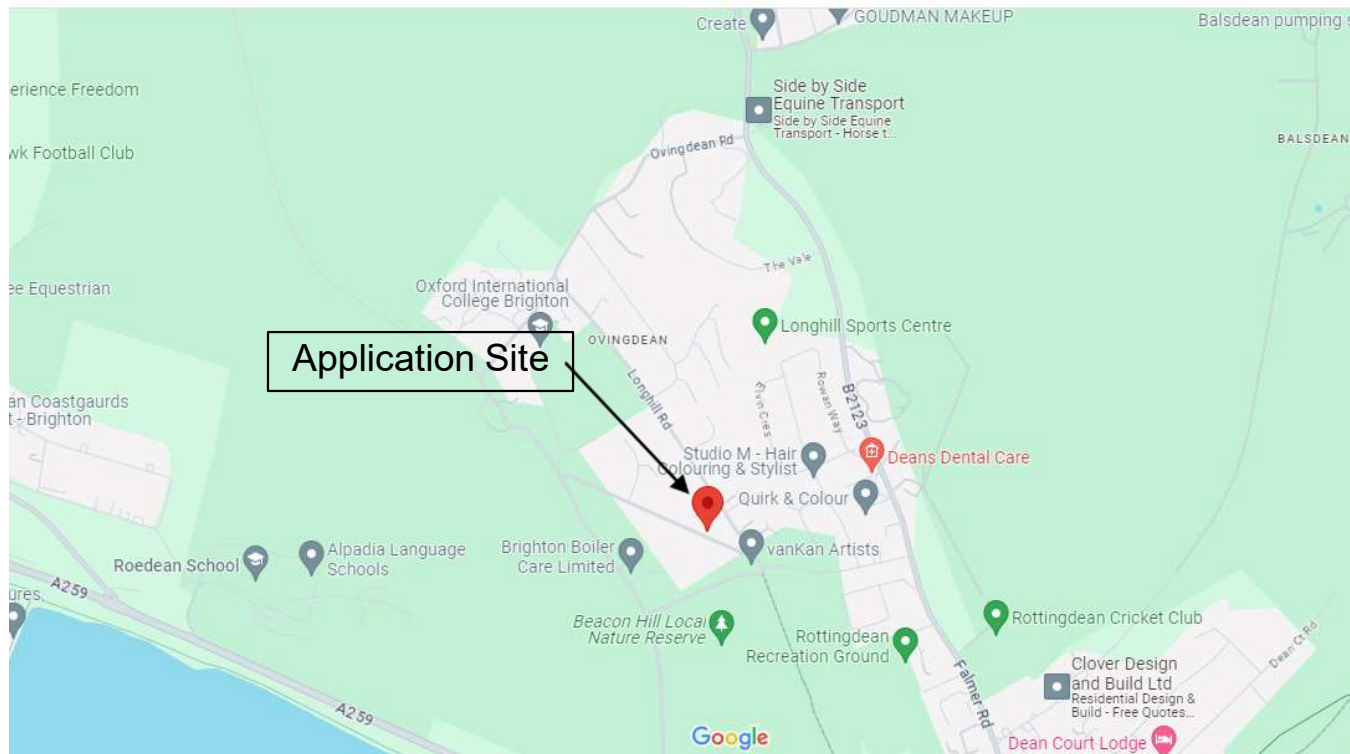 Create
GOUDMAN MAKEUP
Balsdean pumping s
erience Freedom
Side by Side
Equine Transport
Side by Side Equine
Transport - Horse t...
wk Football Club
Ovingdean Rd
BALSDEAN
The Vale
ee Equestrian
Oxford International
College Brighton
Longhill Sports Centre
OVINGDEAN
Application Site
Longhill Rd
Elvin Cres
Rowan Way
B2123
an Coastgaurds
t - Brighton
Studio M - Hair
Colouring & Stylist
Deans Dental Care
Quirk & Colour
Roedean School
Alpadia Language
Schools
Brighton Boiler
Care Limited
vanKan Artists
A259
ures
Beacon Hill Local
Nature Reserve
Rottingdean
Recreation Ground
Rottingdean Cricket Club
Dean Ct Rd
Falmer Rd
Clover Design
and Build Ltd
Residential Design &
Build - Free Quotes...
A259
Google
Dean Court Lodge